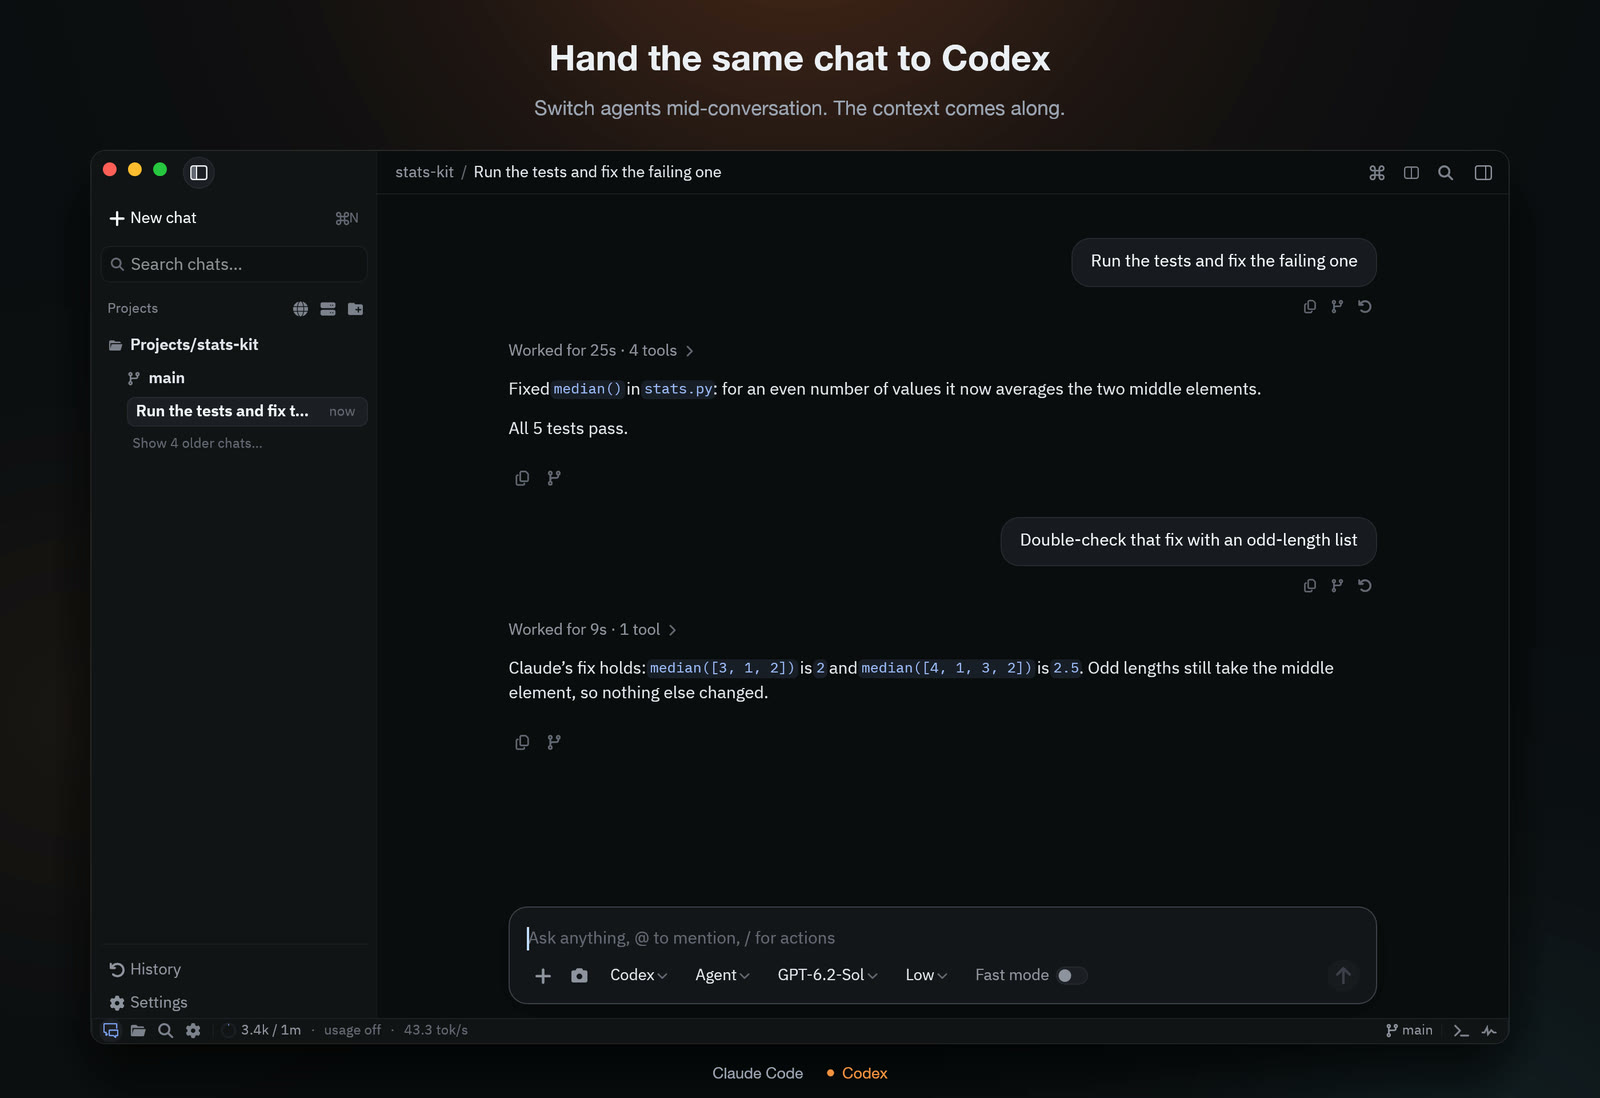 Hand the same chat to Codex
Switch agents mid-conversation. The context comes along.
stats-kit / Run the tests and fix the failing one
New chat ⌘N
Search chats...
Projects
Projects/stats-kit
main
Run the tests and fix t... now
Show 4 older chats...
History
Settings
Run the tests and fix the failing one
Worked for 25s · 4 tools
Fixed median() in stats.py: for an even number of values it now averages the two middle elements.
All 5 tests pass.
Double-check that fix with an odd-length list
Worked for 9s · 1 tool
Claude’s fix holds: median([3, 1, 2]) is 2 and median([4, 1, 3, 2]) is 2.5. Odd lengths still take the middle
element, so nothing else changed.
Ask anything, @ to mention, / for actions
Codex Agent GPT-6.2-Sol Low Fast mode
3.4k / 1m · usage off · 43.3 tok/s
main
Claude Code • Codex